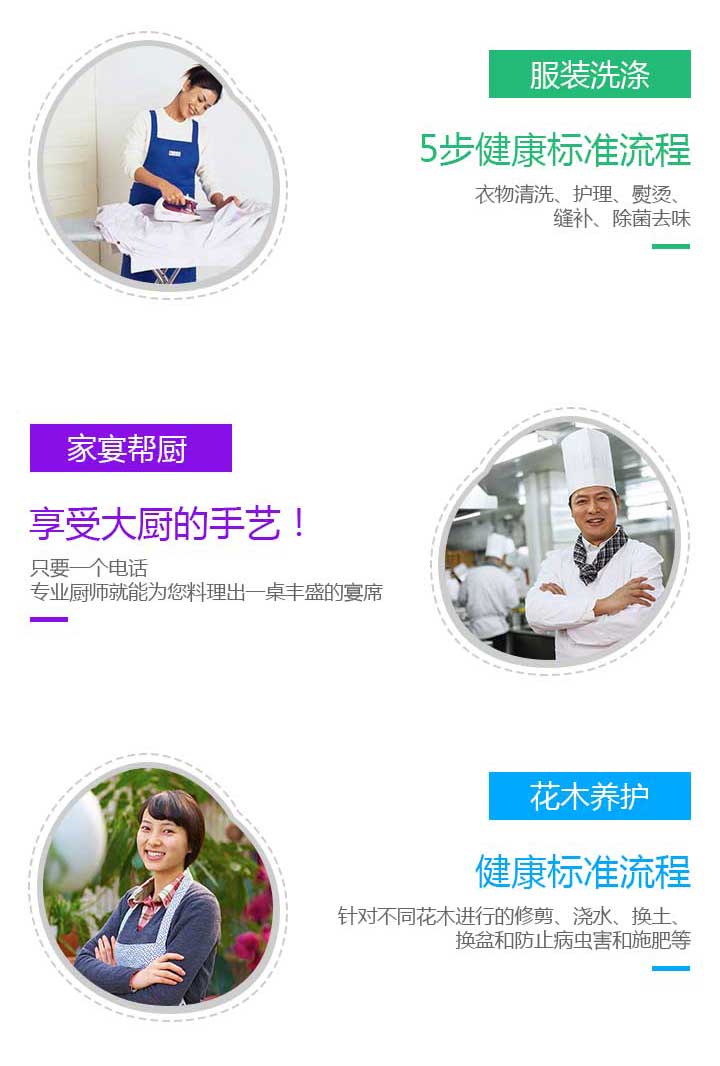 服装洗涤
5步健康标准流程
衣物清洗、护理、熨烫、
缝补、除菌去味
家宴帮厨
享受大厨的手艺！
只要一个电话
专业厨师就能为您料理出一桌丰盛的宴席
花木养护
健康标准流程
针对不同花木进行的修剪、浇水、换土、
换盆和防止病虫害和施肥等